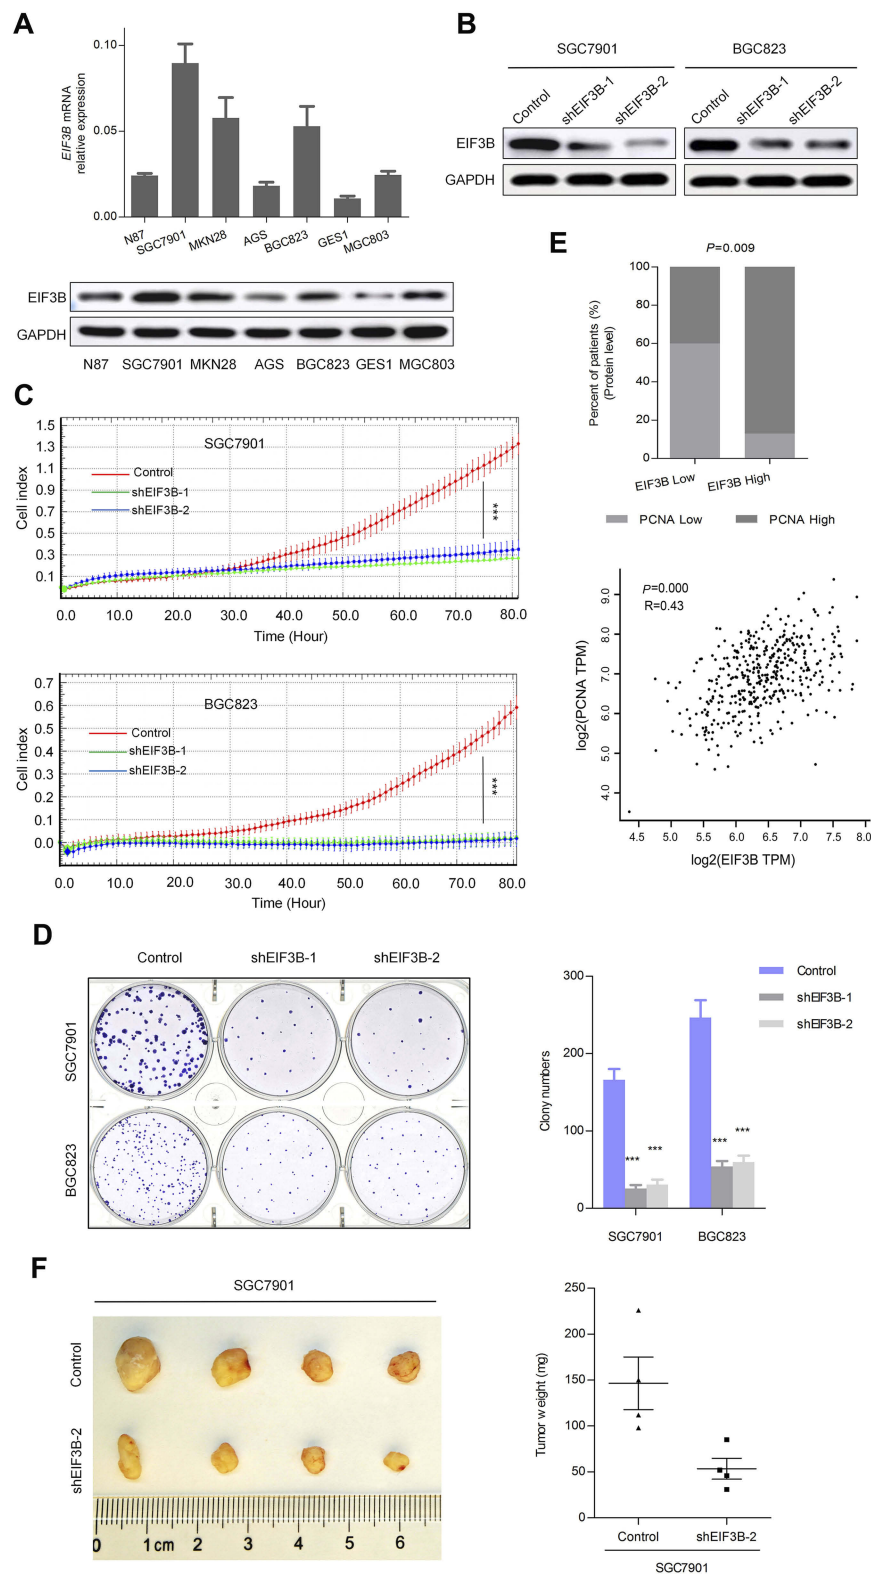 A
EIF3B mRNA
relative expression
0.10
0.05
0.00
N87
SGC7901
MKN28
AGS
BGC823
GES1
MGC803
EIF3B
GAPDH
N87 SGC7901 MKN28 AGS BGC823 GES1 MGC803
B
SGC7901 BGC823
Control shEIF3B-1 shEIF3B-2 Control shEIF3B-1 shEIF3B-2
EIF3B
GAPDH
C
Cell index
1.5
1.3
1.1
0.9
0.7
0.5
0.3
0.1
SGC7901
Control
shEIF3B-1
shEIF3B-2
***
0.0 10.0 20.0 30.0 40.0 50.0 60.0 70.0 80.0
Time (Hour)
Cell index
0.7
0.6
0.5
0.4
0.3
0.2
0.1
0.0
BGC823
Control
shEIF3B-1
shEIF3B-2
***
0.0 10.0 20.0 30.0 40.0 50.0 60.0 70.0 80.0
Time (Hour)
E
P=0.009
Percent of patients (%)
(Protein level)
100
80
60
40
20
0
EIF3B Low EIF3B High
PCNA Low PCNA High
P=0.000
R=0.43
log2(PCNA TPM)
9.0
8.0
7.0
6.0
5.0
4.0
4.5 5.0 5.5 6.0 6.5 7.0 7.5 8.0
log2(EIF3B TPM)
D
Control shEIF3B-1 shEIF3B-2
SGC7901
BGC823
Clony numbers
300
200
100
0
Control
shEIF3B-1
shEIF3B-2
*** *** *** ***
SGC7901 BGC823
F
SGC7901
Control
shEIF3B-2
0 1cm 2 3 4 5 6
Tumor weight (mg)
250
200
150
100
50
0
Control shEIF3B-2
SGC7901